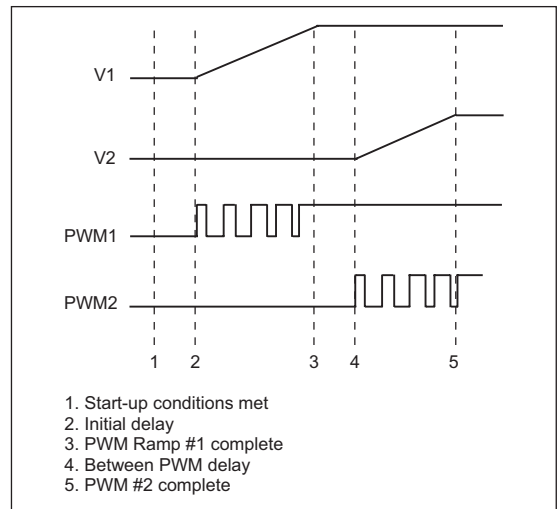 V1
V2
PWM1
PWM2
1 2 3 4 5
1. Start-up conditions met
2. Initial delay
3. PWM Ramp #1 complete
4. Between PWM delay
5. PWM #2 complete